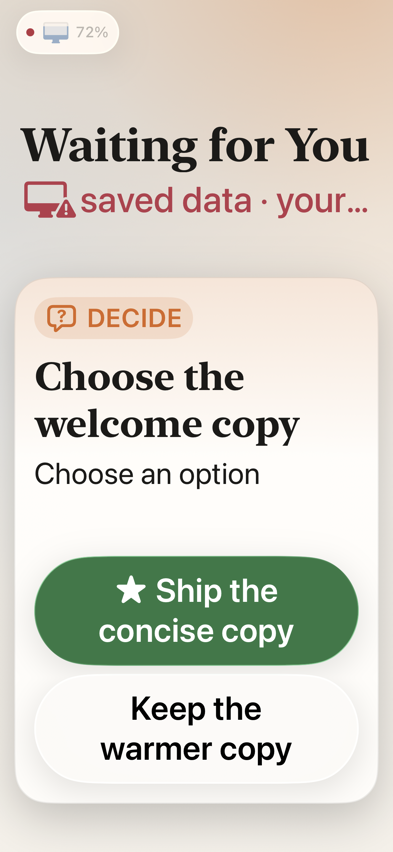 72%
Waiting for You
saved data · your…
DECIDE
Choose the
welcome copy
Choose an option
Ship the
concise copy
Keep the
warmer copy